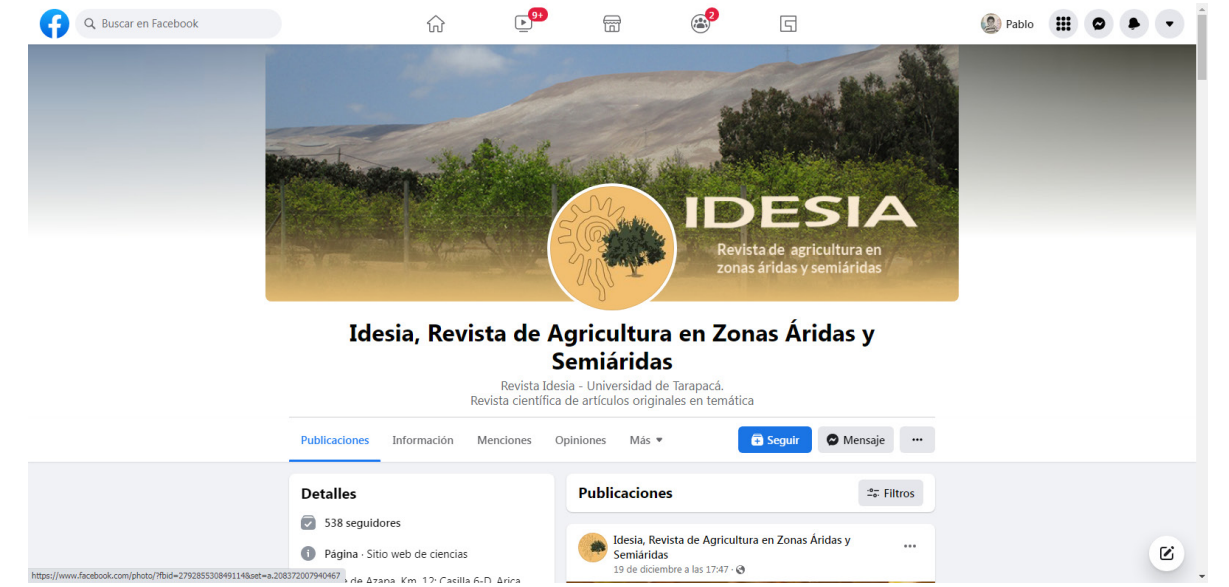 Buscar en Facebook
9+
2
Pablo
IDESIA
Revista de agricultura en
zonas áridas y semiáridas
Idesia, Revista de Agricultura en Zonas Áridas y
Semiáridas
Revista Idesia - Universidad de Tarapacá.
Revista científica de artículos originales en temática
Publicaciones Información Menciones Opiniones Más
Seguir Mensaje
Detalles
538 seguidores
Página · Sitio web de ciencias
de Azapa, Km. 12; Casilla 6-D, Arica
Publicaciones
Filtros
Idesia, Revista de Agricultura en Zonas Áridas y
Semiáridas
19 de diciembre a las 17:47 ·
https://www.facebook.com/photo/?fbid=279285530849114&set=a.208372007940467